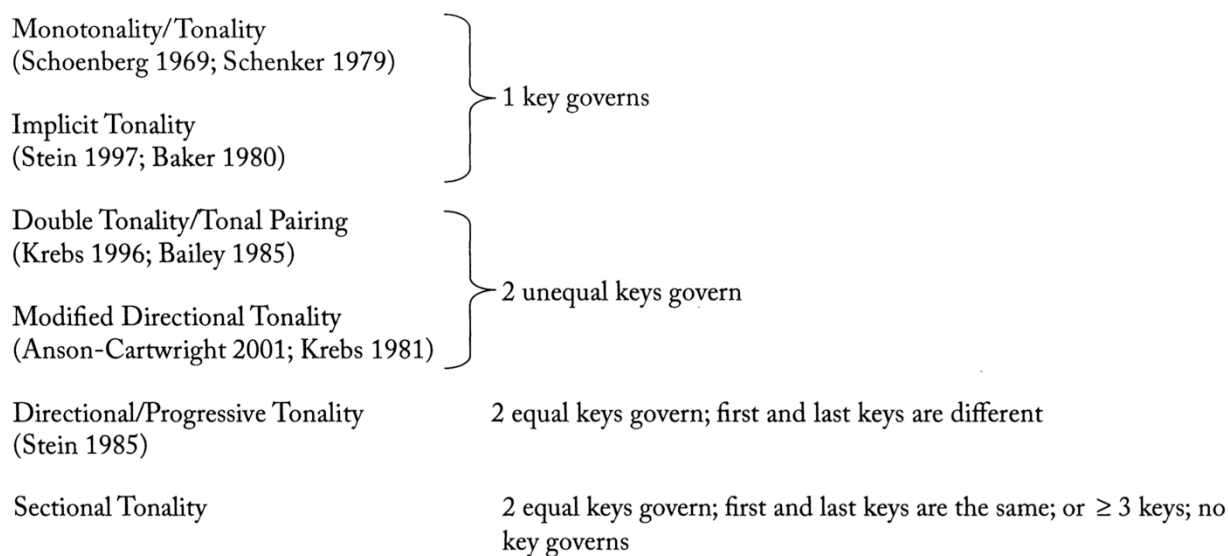 Monotonality/Tonality
(Schoenberg 1969; Schenker 1979)
1 key governs
Implicit Tonality
(Stein 1997; Baker 1980)
Double Tonality/Tonal Pairing
(Krebs 1996; Bailey 1985)
2 unequal keys govern
Modified Directional Tonality
(Anson-Cartwright 2001; Krebs 1981)
Directional/Progressive Tonality 2 equal keys govern; first and last keys are different
(Stein 1985)
Sectional Tonality 2 equal keys govern; first and last keys are the same; or ≥ 3 keys; no
key governs